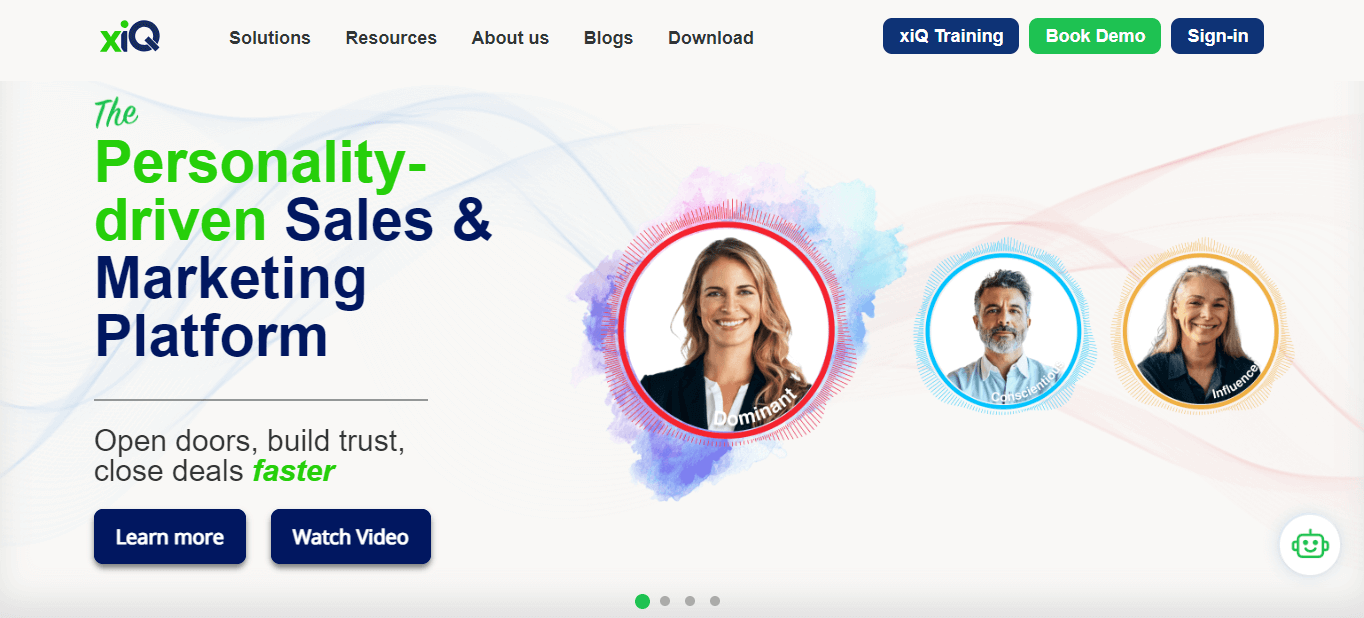 xiQ
Solutions
Resources
About us
Blogs
Download
xiQ Training
Book Demo
Sign-in
The
Personality-
driven Sales &
Marketing
Platform
Open doors, build trust,
close deals faster
Learn more
Watch Video
Dominant
Conscientious
Influencer